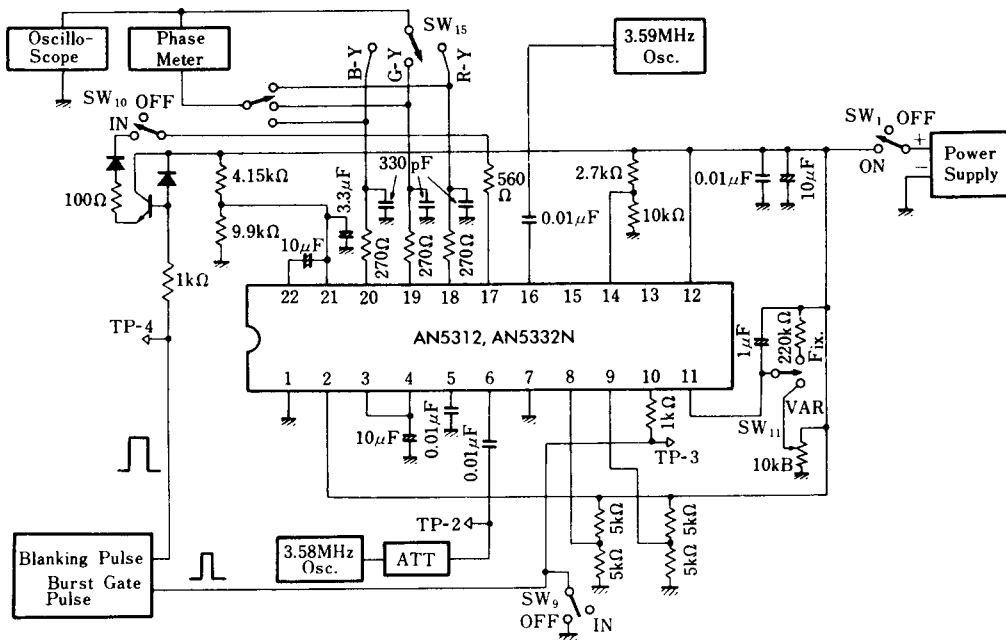 Oscillo-
Scope
Phase
Meter
SW15
B-Y
G-Y
R-Y
3.59MHz
Osc.
SW10
OFF
IN
SW1
OFF
ON
+
−
Power
Supply
100Ω
4.15kΩ
9.9kΩ
3.3μF
330 pF
560
Ω
0.01μF
2.7kΩ
10kΩ
0.01μF
10μF
10μF
270Ω
270Ω
270Ω
1kΩ
TP-4
22
21
20
19
18
17
16
15
14
13
12
AN5312, AN5332N
1
2
3
4
5
6
7
8
9
10
11
1μF
220kΩ
Fix.
VAR
SW11
10kB
10μF
0.01μF
0.01μF
1kΩ
TP-3
TP-2
5kΩ
5kΩ
5kΩ
5kΩ
3.58MHz
Osc.
ATT
Blanking Pulse
Burst Gate
Pulse
SW9
OFF
IN